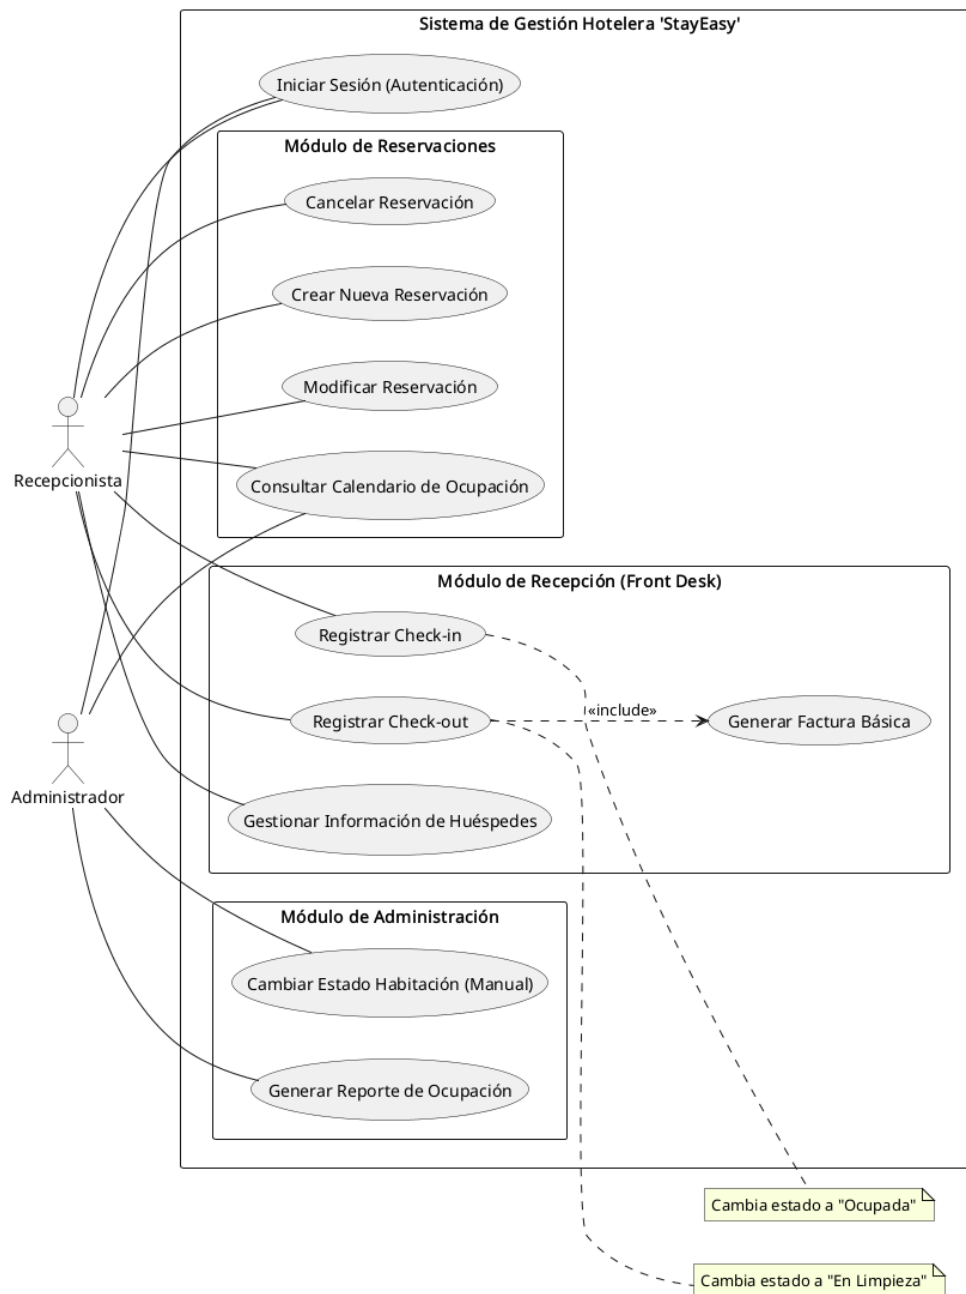 Sistema de Gestión Hotelera 'StayEasy'
Iniciar Sesión (Autenticación)
Módulo de Reservaciones
Cancelar Reservación
Crear Nueva Reservación
Modificar Reservación
Consultar Calendario de Ocupación
Recepcionista
Módulo de Recepción (Front Desk)
Registrar Check-in
Registrar Check-out
«include»
Generar Factura Básica
Gestionar Información de Huéspedes
Administrador
Módulo de Administración
Cambiar Estado Habitación (Manual)
Generar Reporte de Ocupación
Cambia estado a "Ocupada"
Cambia estado a "En Limpieza"